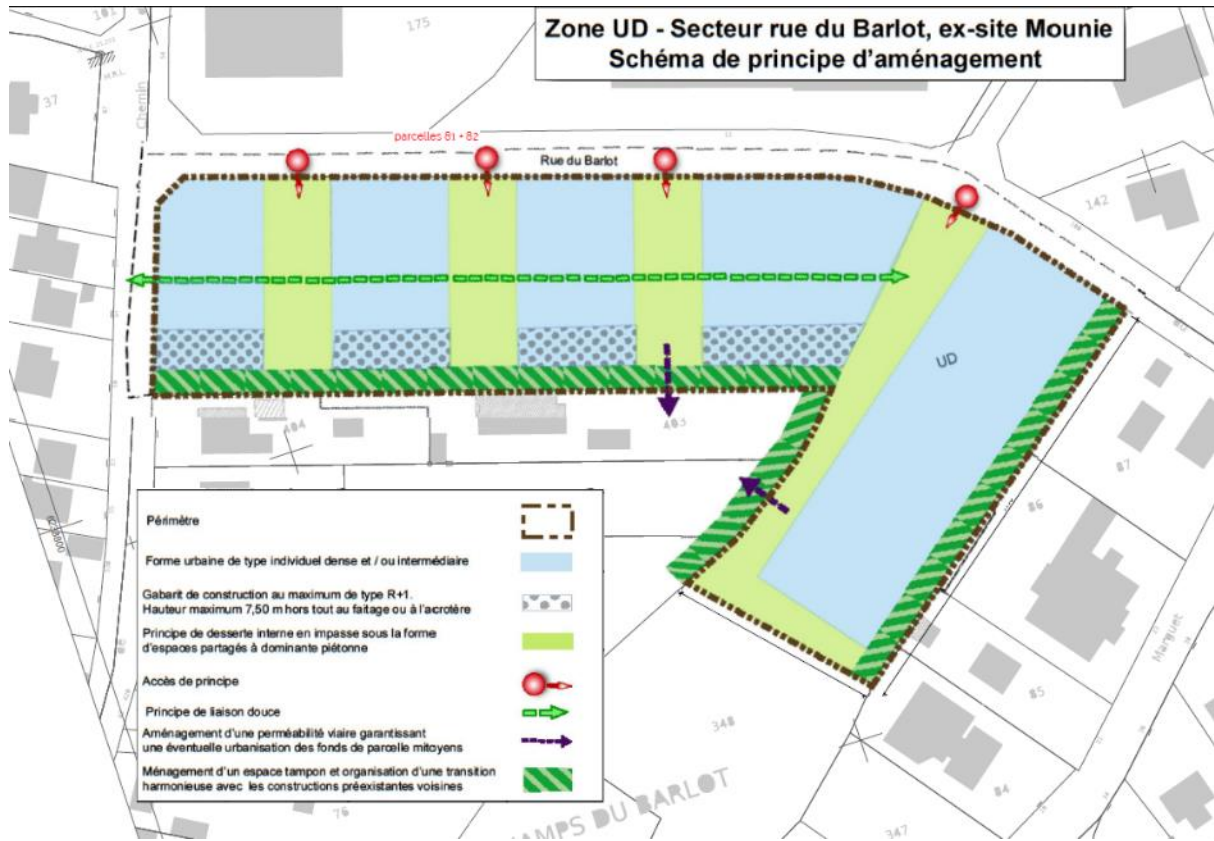 Zone UD - Secteur rue du Barlot, ex-site Mounie
Schéma de principe d'aménagement
101
175
37
Chemin
parcelles 81 + 82
Rue du Barlot
142
UD
404
403
87
86
85
84
Marguet
348
347
76
AMPS DU BARLOT
Périmètre
Forme urbaine de type individuel dense et / ou intermédiaire
Gabarit de construction au maximum de type R+1.
Hauteur maximum 7,50 m hors tout au faitage ou à l'acrotère
Principe de desserte interne en impasse sous la forme
d'espaces partagés à dominante piétonne
Accès de principe
Principe de liaison douce
Aménagement d'une perméabilité viaire garantissant
une éventuelle urbanisation des fonds de parcelle mitoyens
Ménagement d'un espace tampon et organisation d'une transition
harmonieuse avec les constructions préexistantes voisines